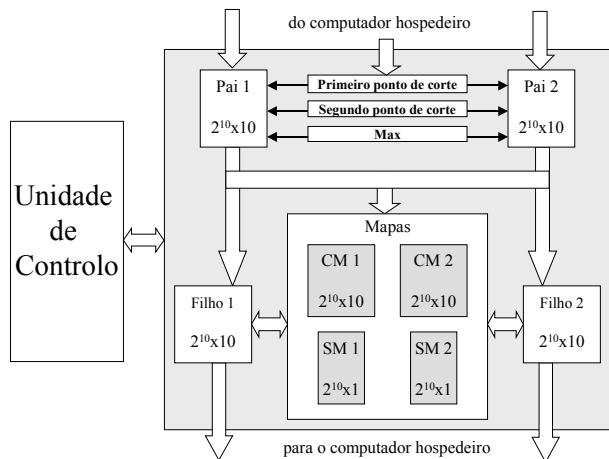 do computador hospedeiro
Pai 1
2¹⁰x10
Primeiro ponto de corte
Segundo ponto de corte
Max
Pai 2
2¹⁰x10
Unidade
de
Controlo
Mapas
CM 1
2¹⁰x10
CM 2
2¹⁰x10
SM 1
2¹⁰x1
SM 2
2¹⁰x1
Filho 1
2¹⁰x10
Filho 2
2¹⁰x10
para o computador hospedeiro